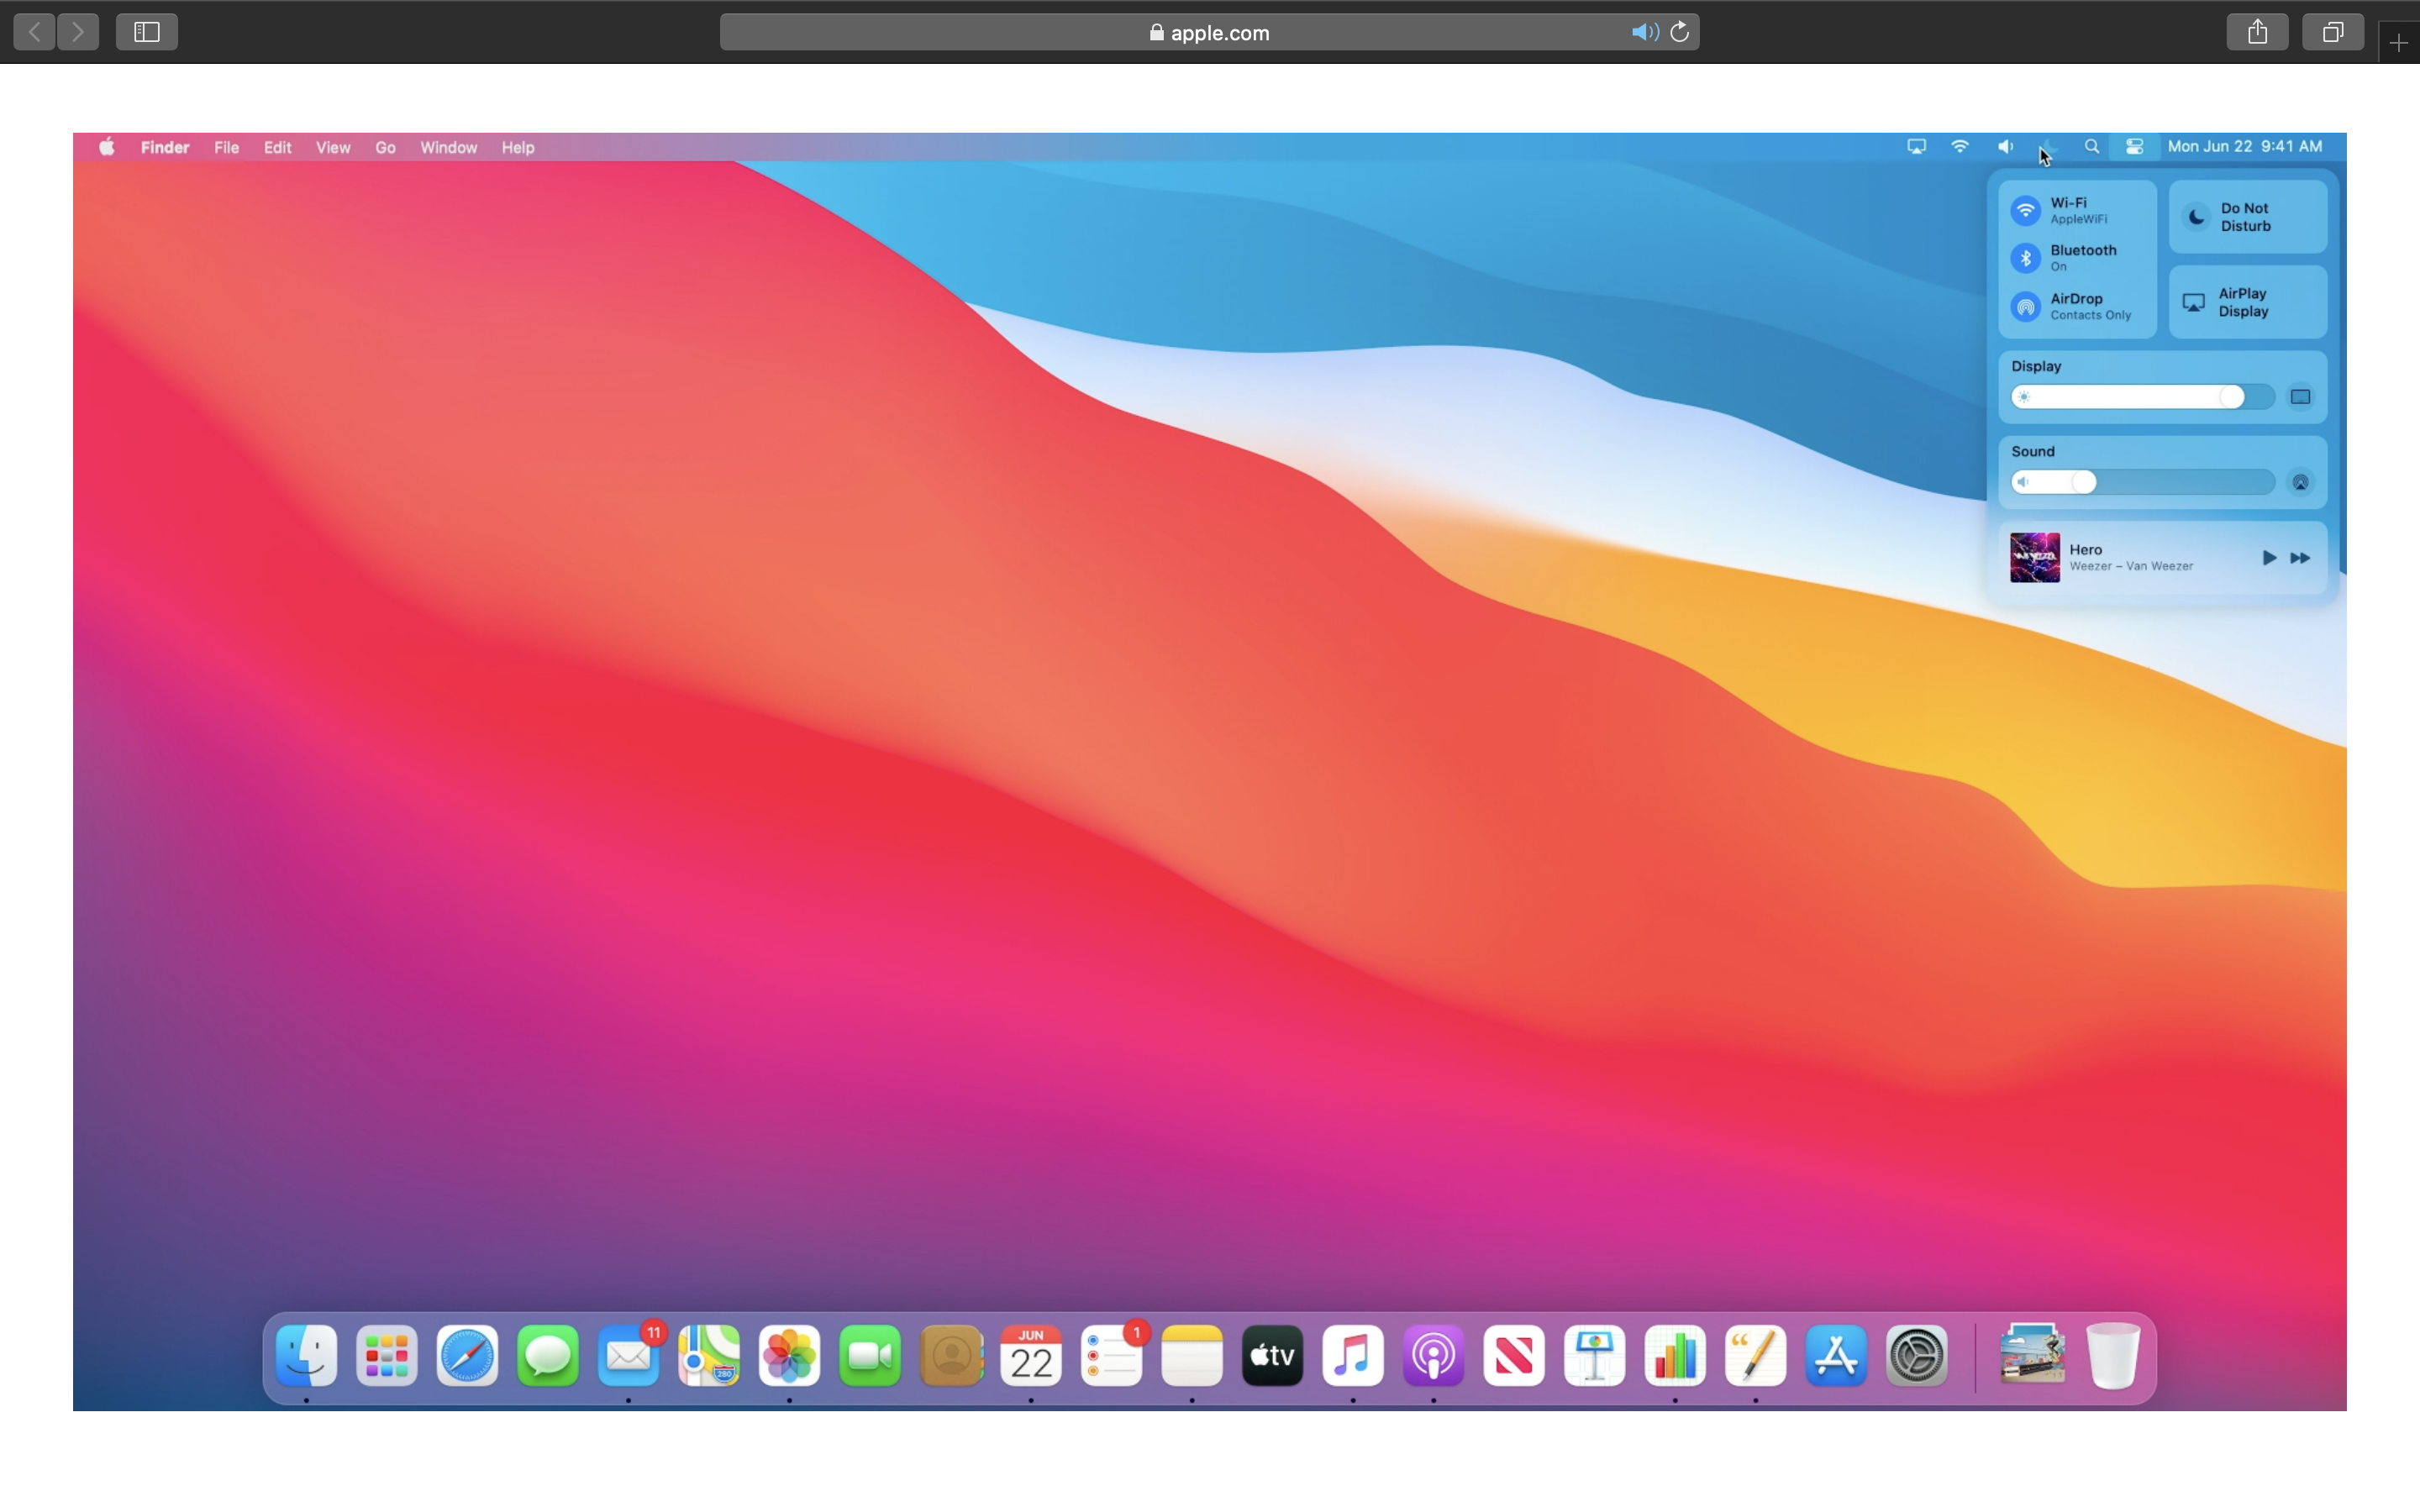 apple.com
Finder File Edit View Go Window Help
Mon Jun 22 9:41 AM
Wi-Fi
AppleWiFi
Bluetooth
On
AirDrop
Contacts Only
Do Not
Disturb
AirPlay
Display
Display
Sound
Hero
Weezer – Van Weezer
11
280
JUN
22
1
tv